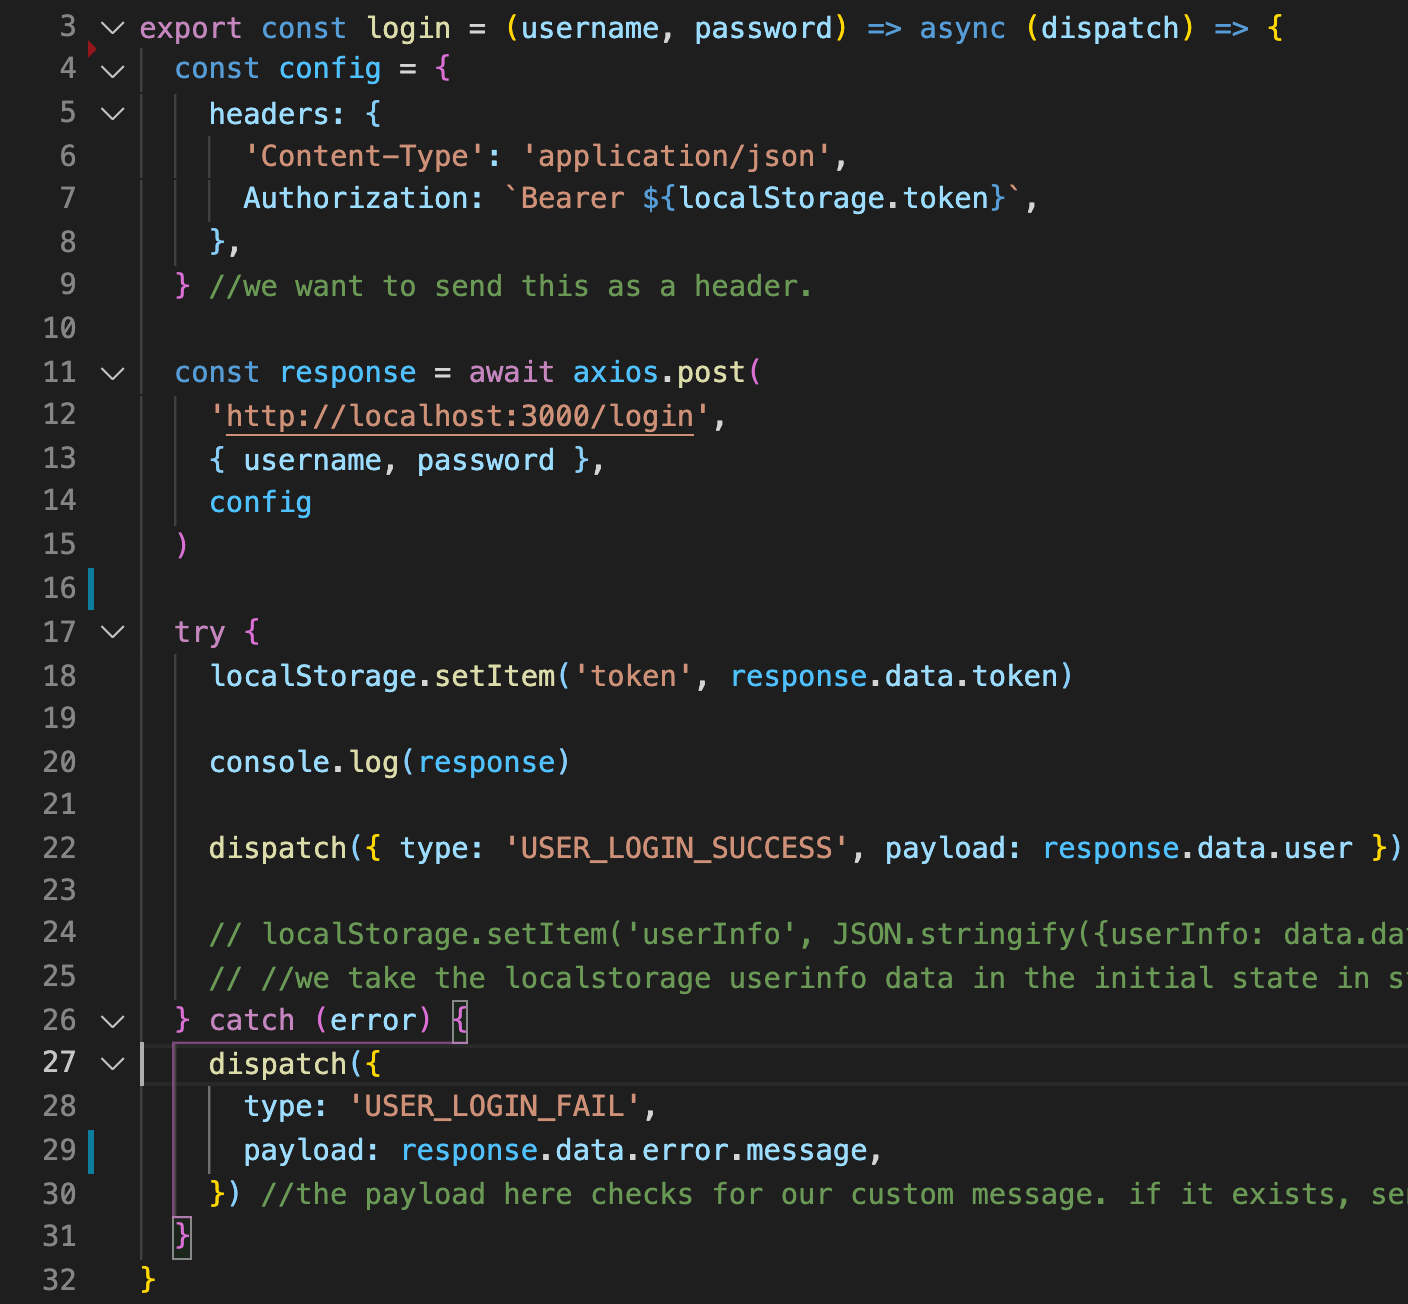 3 export const login = (username, password) => async (dispatch) => {
4 const config = {
5 headers: {
6 'Content-Type': 'application/json',
7 Authorization: `Bearer ${localStorage.token}`,
8 },
9 } //we want to send this as a header.
10
11 const response = await axios.post(
12 'http://localhost:3000/login',
13 { username, password },
14 config
15 )
16
17 try {
18 localStorage.setItem('token', response.data.token)
19
20 console.log(response)
21
22 dispatch({ type: 'USER_LOGIN_SUCCESS', payload: response.data.user })
23
24 // localStorage.setItem('userInfo', JSON.stringify({userInfo: data.da
25 // //we take the localstorage userinfo data in the initial state in s
26 } catch (error) {
27 dispatch({
28 type: 'USER_LOGIN_FAIL',
29 payload: response.data.error.message,
30 }) //the payload here checks for our custom message. if it exists, se
31 }
32 }